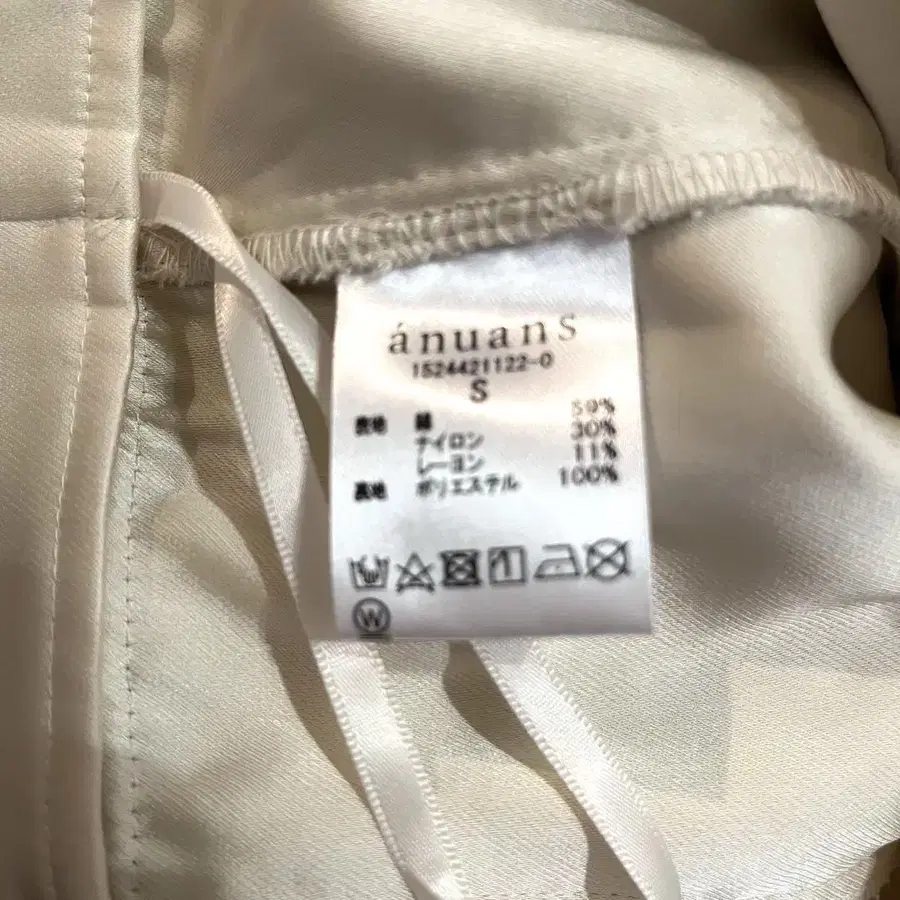 ánuans
1524421122-0
S
表地 綿 59%
ナイロン 30%
レーヨン 11%
裏地 ポリエステル 100%
W